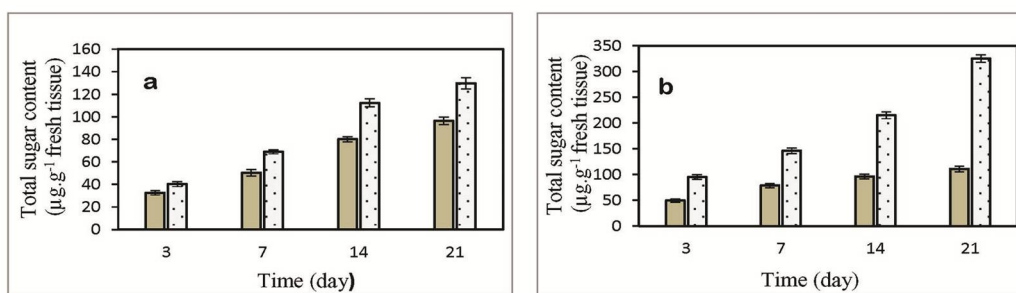 Total sugar content
(µg.g⁻¹ fresh tissue)
160
140
120
100
80
60
40
20
0
a
3 7 14 21
Time (day)
Total sugar content
(µg.g⁻¹ fresh tissue)
350
300
250
200
150
100
50
0
b
3 7 14 21
Time (day)